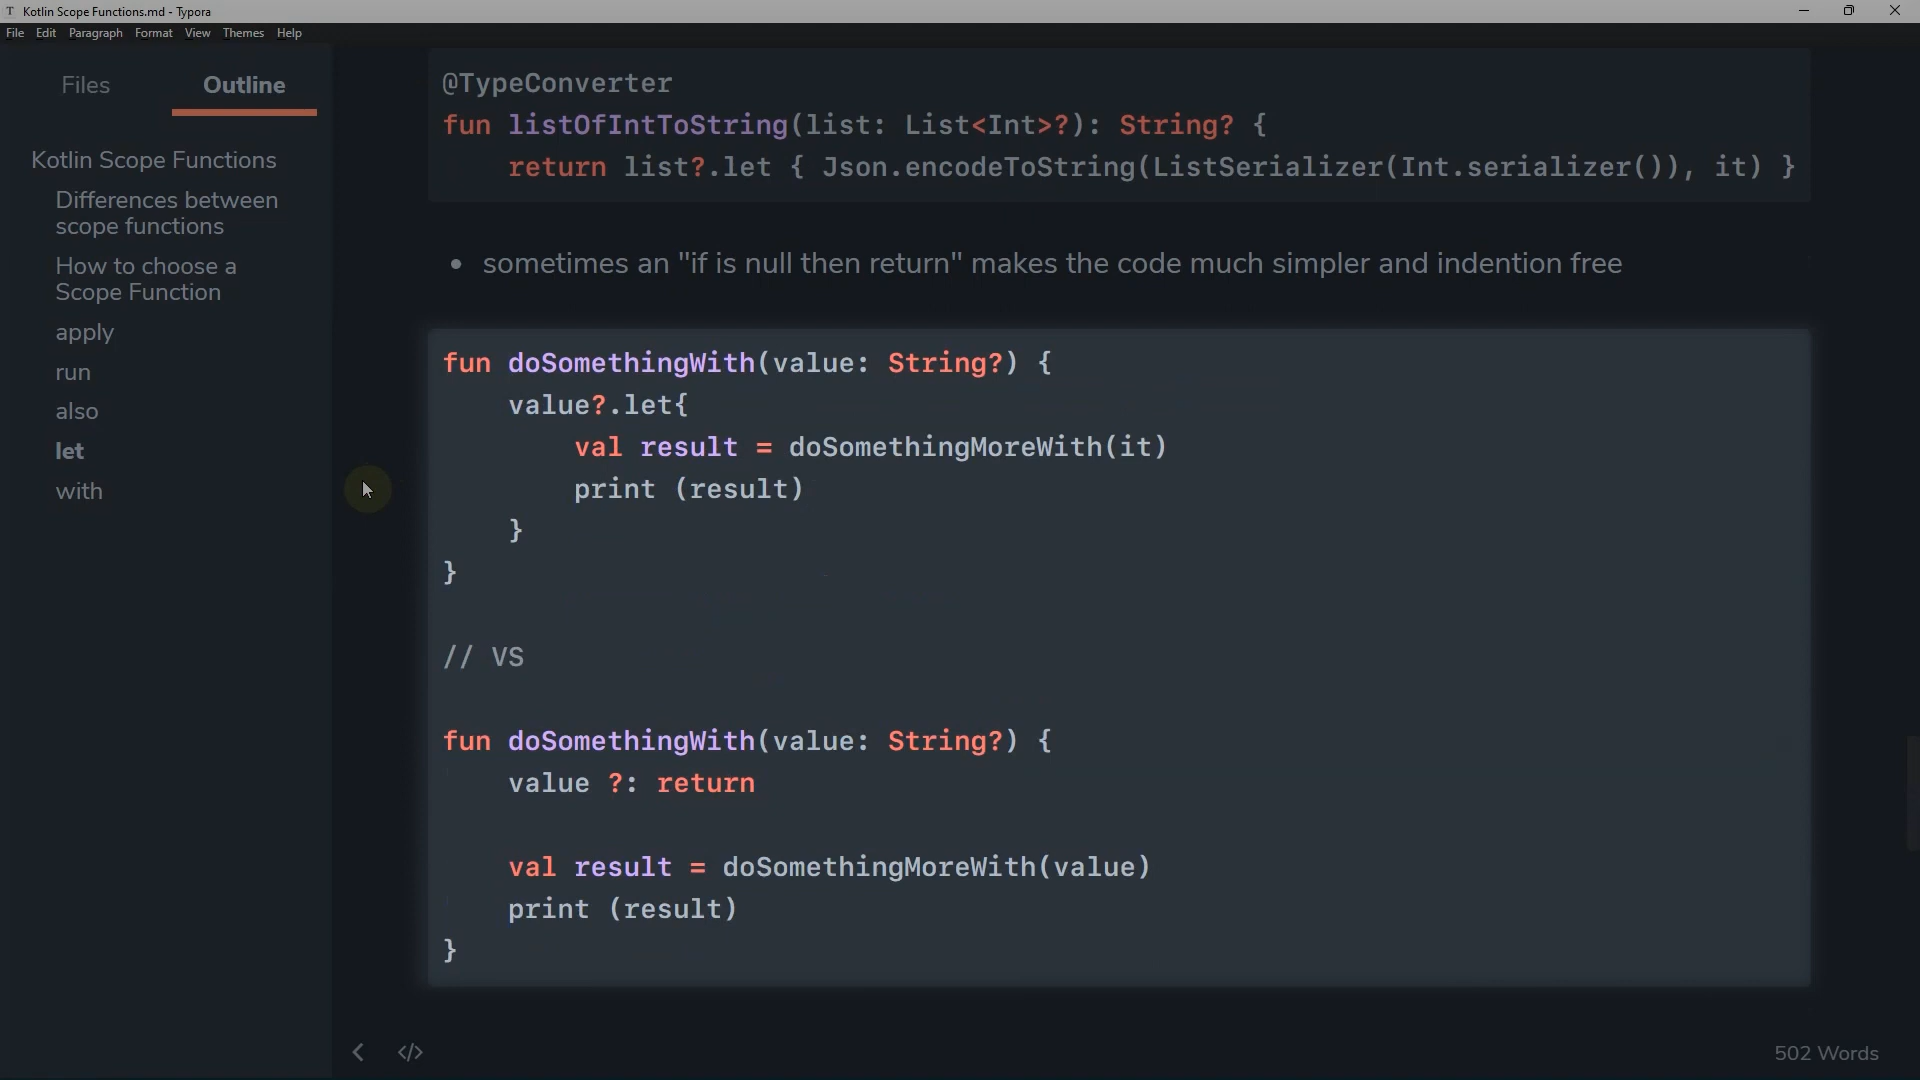 T Kotlin Scope Functions.md - Typora
File Edit Paragraph Format View Themes Help
Files Outline
Kotlin Scope Functions
Differences between
scope functions
How to choose a
Scope Function
apply
run
also
let
with
@TypeConverter
fun listOfIntToString(list: List<Int>?): String? {
    return list?.let { Json.encodeToString(ListSerializer(Int.serializer()), it) }
• sometimes an "if is null then return" makes the code much simpler and indention free
fun doSomethingWith(value: String?) {
    value?.let{
        val result = doSomethingMoreWith(it)
        print (result)
    }
}
// VS
fun doSomethingWith(value: String?) {
    value ?: return
    val result = doSomethingMoreWith(value)
    print (result)
}
</> 502 Words